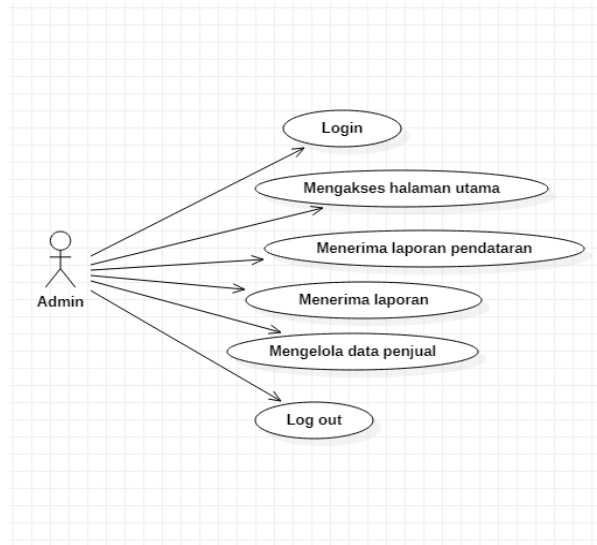 Login
Mengakses halaman utama
Menerima laporan pendataran
Admin
Menerima laporan
Mengelola data penjual
Log out